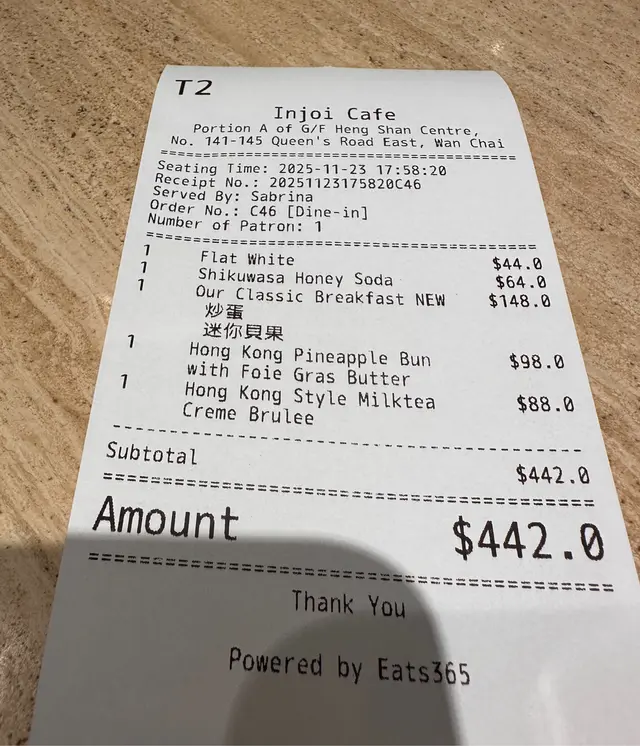 T2
Injoi Cafe
Portion A of G/F Heng Shan Centre,
No. 141-145 Queen's Road East, Wan Chai
Seating Time: 2025-11-23 17:58:20
Receipt No.: 20251123175820C46
Served By: Sabrina
Order No.: C46 [Dine-in]
Number of Patron: 1
1 Flat White $44.0
1 Shikuwasa Honey Soda $64.0
1 Our Classic Breakfast NEW $148.0
炒蛋
迷你貝果
1 Hong Kong Pineapple Bun $98.0
with Foie Gras Butter
1 Hong Kong Style Milktea $88.0
Creme Brulee
Subtotal $442.0
Amount $442.0
Thank You
Powered by Eats365